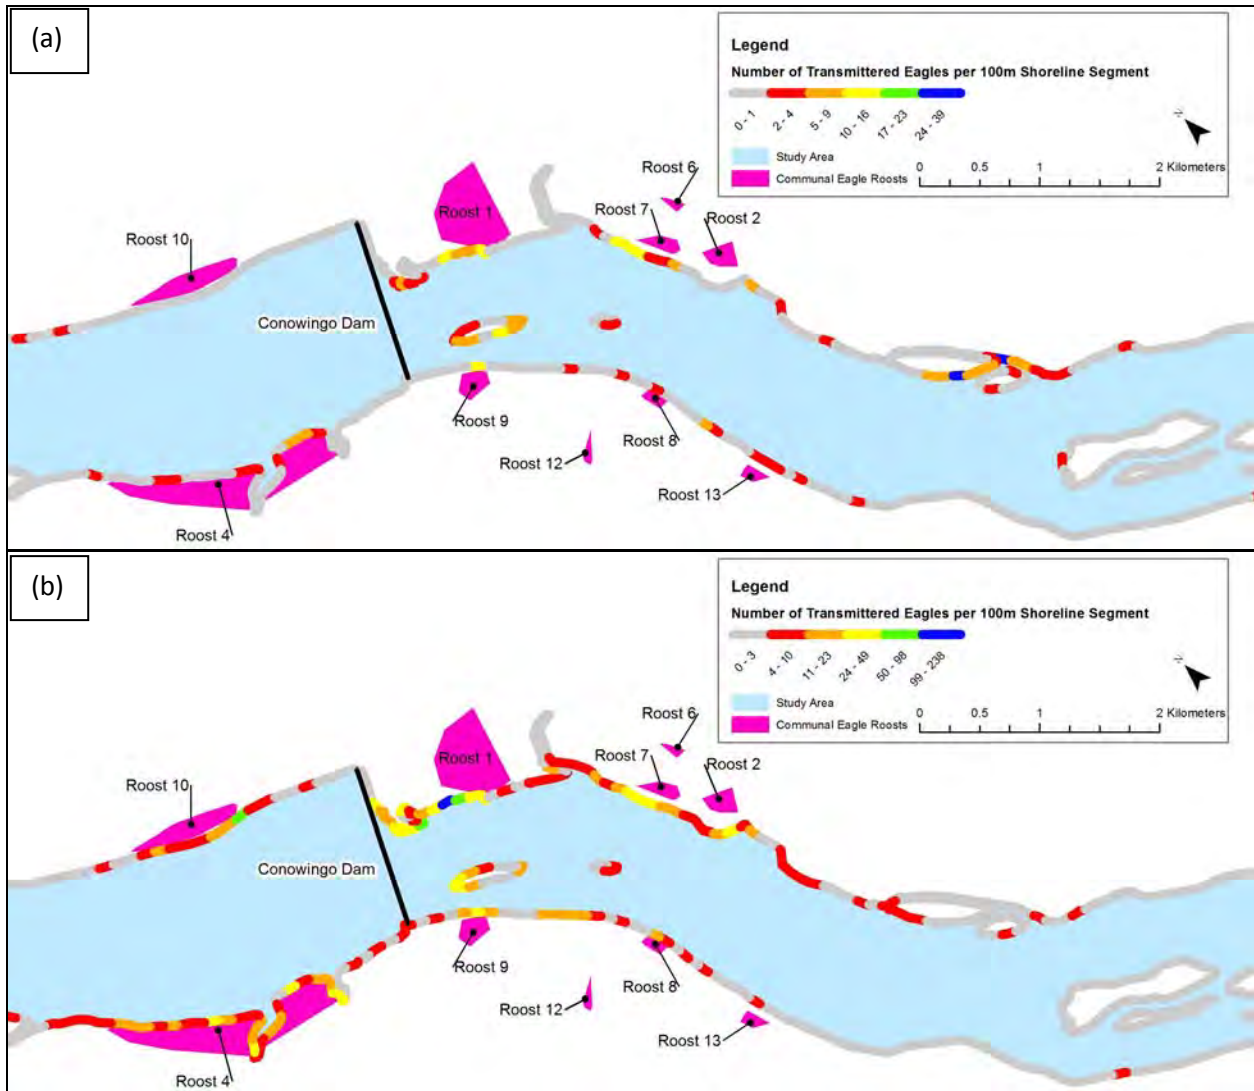 (a)
Legend
Number of Transmittered Eagles per 100m Shoreline Segment
0 - 1
2 - 4
5 - 9
10 - 16
17 - 23
24 - 39
N
Study Area
Communal Eagle Roosts
0 0.5 1 2 Kilometers
Roost 6
Roost 1
Roost 7
Roost 2
Roost 10
Conowingo Dam
Roost 9
Roost 8
Roost 12
Roost 13
Roost 4
(b)
Legend
Number of Transmittered Eagles per 100m Shoreline Segment
0 - 3
4 - 10
11 - 23
24 - 49
50 - 98
99 - 238
N
Study Area
Communal Eagle Roosts
0 0.5 1 2 Kilometers
Roost 6
Roost 1
Roost 7
Roost 2
Roost 10
Conowingo Dam
Roost 9
Roost 8
Roost 12
Roost 13
Roost 4